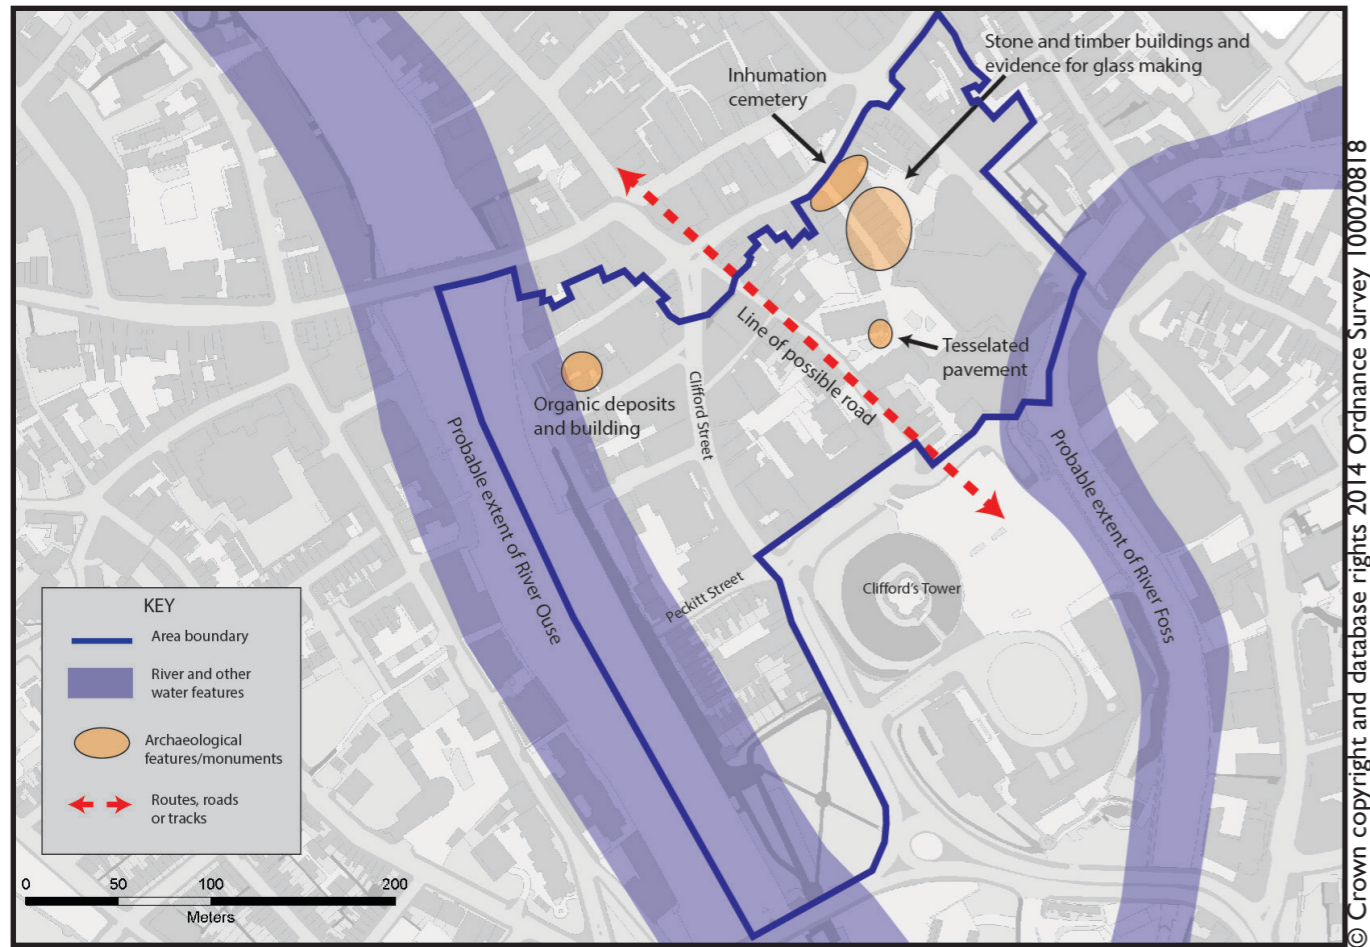 Stone and timber buildings and
evidence for glass making
Inhumation
cemetery
Line of possible road
Tesselated
pavement
Organic deposits
and building
Clifford Street
Probable extent of River Ouse
Probable extent of River Foss
Peckitt Street
Clifford's Tower
KEY
Area boundary
River and other
water features
Archaeological
features/monuments
Routes, roads
or tracks
0 50 100 200
Meters
© Crown copyright and database rights 2014 Ordnance Survey 100020818